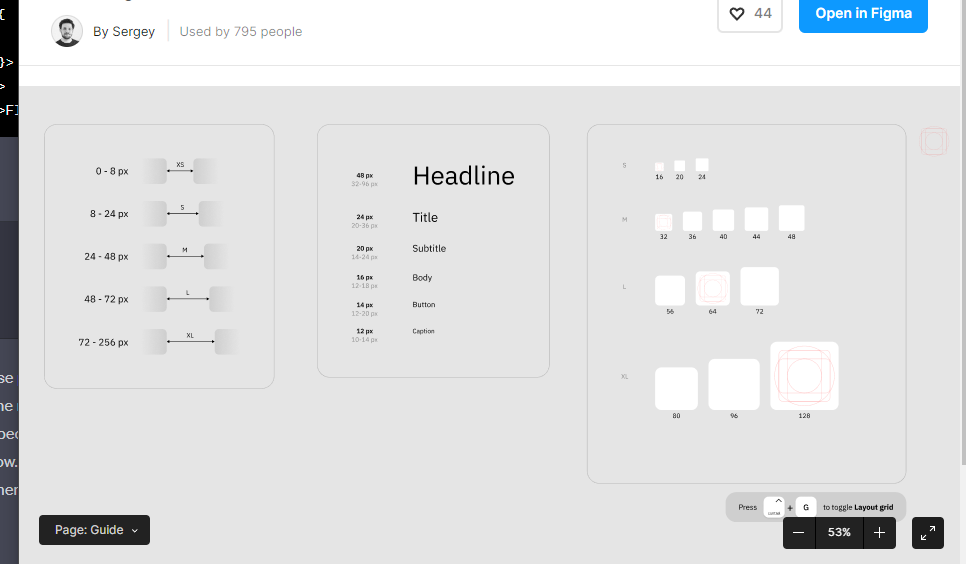 {
}>
>
>FI
se
ne
ow.
By Sergey
Used by 795 people
44
Open in Figma
0 - 8 px
XS
8 - 24 px
S
24 - 48 px
M
48 - 72 px
L
72 - 256 px
XL
48 px
32-96 px
Headline
24 px
20-36 px
Title
20 px
14-24 px
Subtitle
16 px
12-18 px
Body
14 px
12-20 px
Button
12 px
10-14 px
Caption
S
16 20 24
M
32 36 40 44 48
L
56 64 72
XL
80 96 128
Press + G to toggle Layout grid
Page: Guide
53%